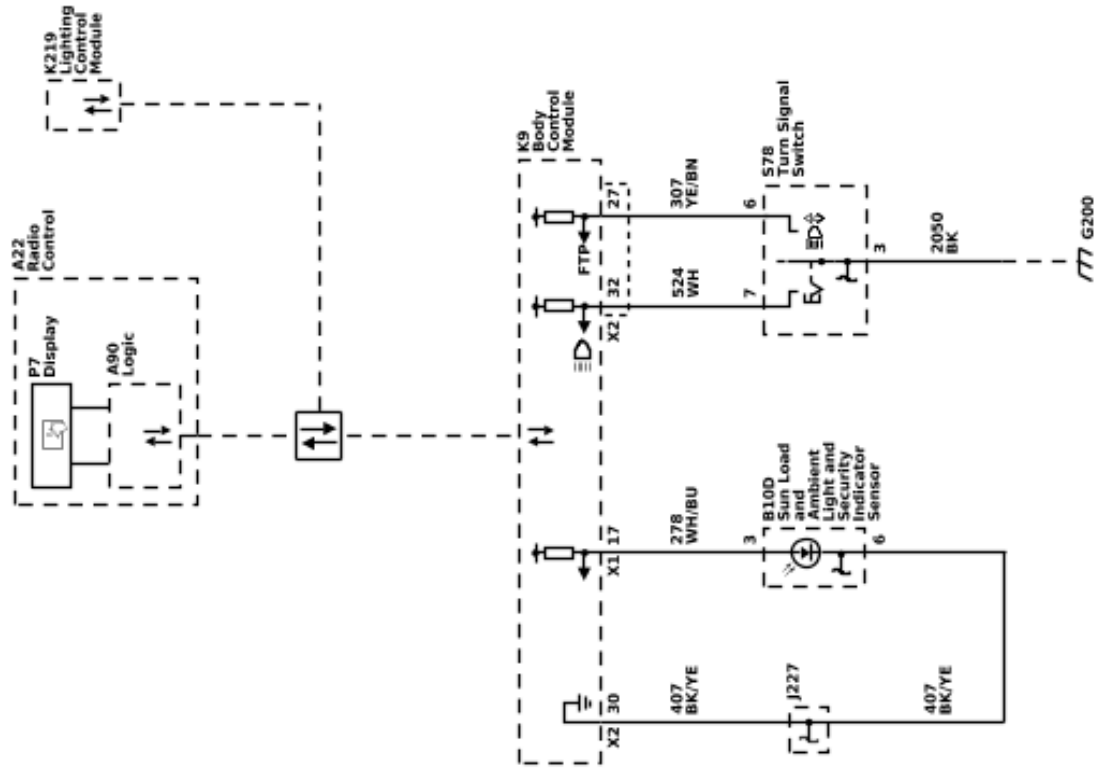 K219
Lighting
Control
Module
A22
Radio
Control
P7
Display
A90
Logic
K9
Body
Control
Module
27
FTP
32
X2
17
X1
30
X2
307
YE/BN
524
WH
278
WH/BU
407
BK/YE
S78
Turn Signal
Switch
6
7
3
2050
BK
G200
B10D
Sun Load
and
Ambient
Light and
Security
Indicator
Sensor
3
6
J227
407
BK/YE